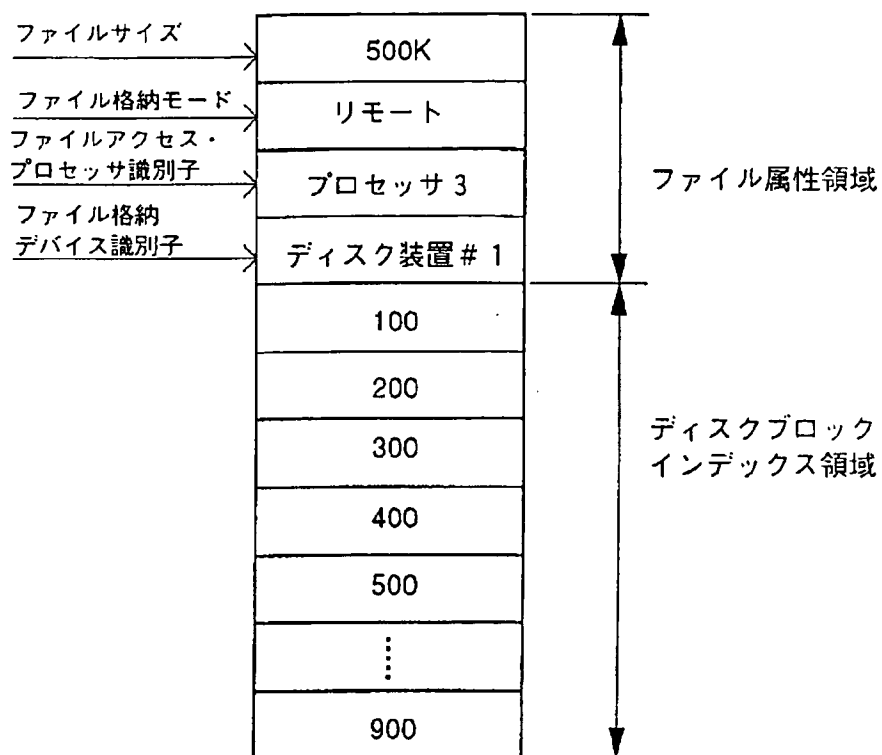 ファイルサイズ
500K
ファイル格納モード
リモート
ファイルアクセス・
プロセッサ識別子
プロセッサ3
ファイル格納
デバイス識別子
ディスク装置#1
ファイル属性領域
100
200
300
400
500
900
ディスクブロック
インデックス領域